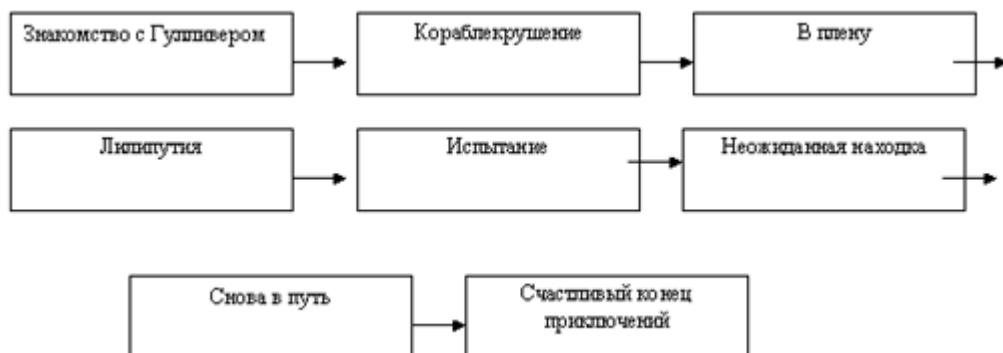 Знакомство с Гулливером
Кораблекрушение
В плену
Лилипутия
Испытание
Неожиданная находка
Снова в путь
Счастливый конец
приключений